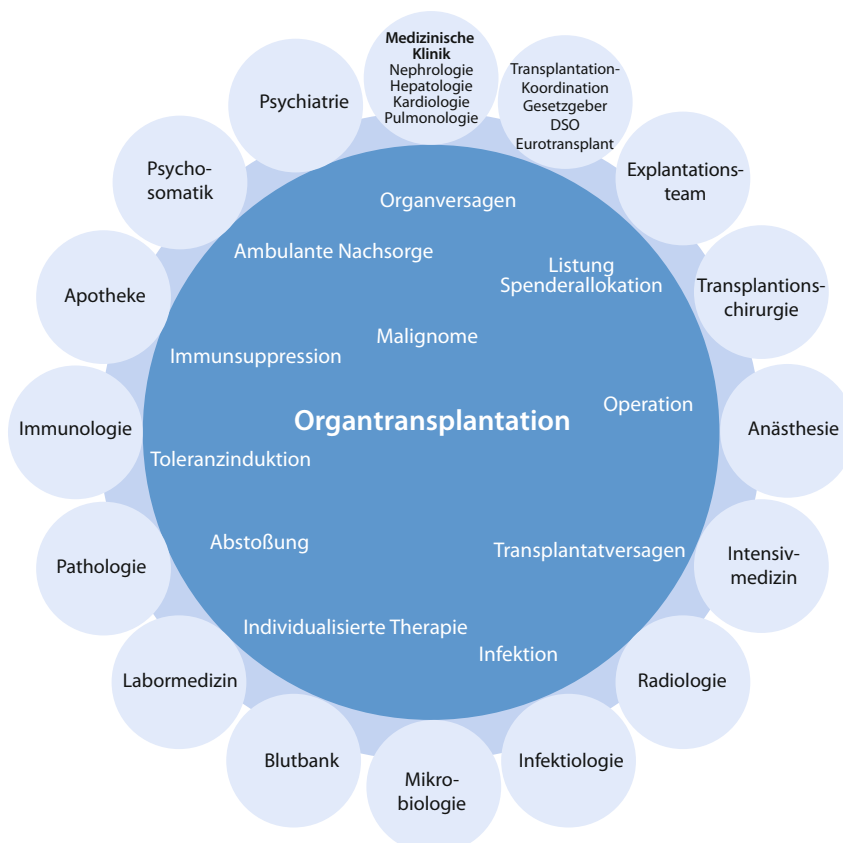 Medizinische
Klinik
Nephrologie
Hepatologie
Kardiologie
Pulmonologie
Transplantation-
Koordination
Gesetzgeber
DSO
Eurotransplant
Explantations-
team
Transplantions-
chirurgie
Anästhesie
Intensiv-
medizin
Radiologie
Infektiologie
Mikro-
biologie
Blutbank
Labormedizin
Pathologie
Immunologie
Apotheke
Psycho-
somatik
Psychiatrie
Organversagen
Ambulante Nachsorge
Listung
Spenderallokation
Malignome
Immunsuppression
Operation
Organtransplantation
Toleranzinduktion
Abstoßung
Transplantatversagen
Individualisierte Therapie
Infektion